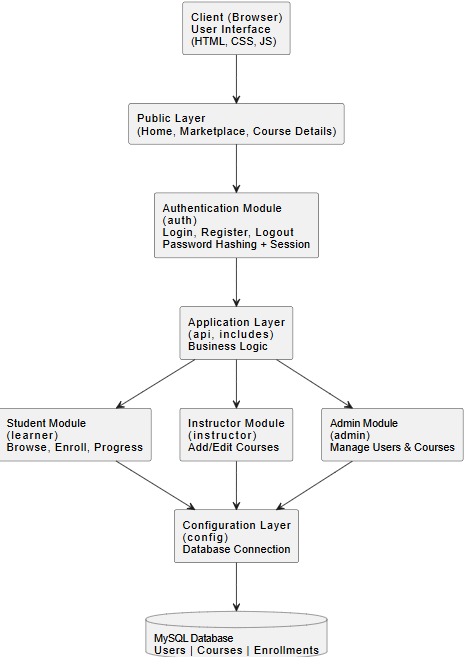 Client (Browser)
User Interface
(HTML, CSS, JS)
Public Layer
(Home, Marketplace, Course Details)
Authentication Module
(auth)
Login, Register, Logout
Password Hashing + Session
Application Layer
(api, includes)
Business Logic
Student Module
(learner)
Browse, Enroll, Progress
Instructor Module
(instructor)
Add/Edit Courses
Admin Module
(admin)
Manage Users & Courses
Configuration Layer
(config)
Database Connection
MySQL Database
Users | Courses | Enrollments